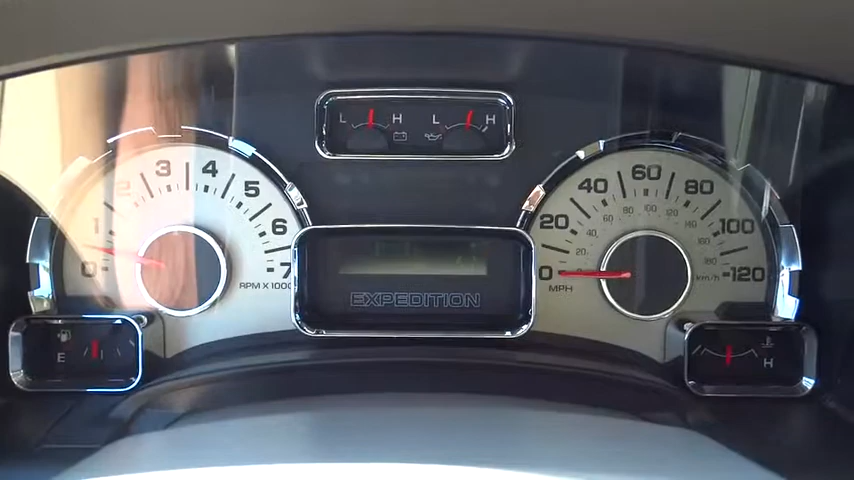 L H L H
0 1 2 3 4 5 6 7
RPM X 1000
EXPEDITION
0 20 40 60 80 100 120
20 40 60 80 100 120 140 160 180
km/h
MPH
E
H